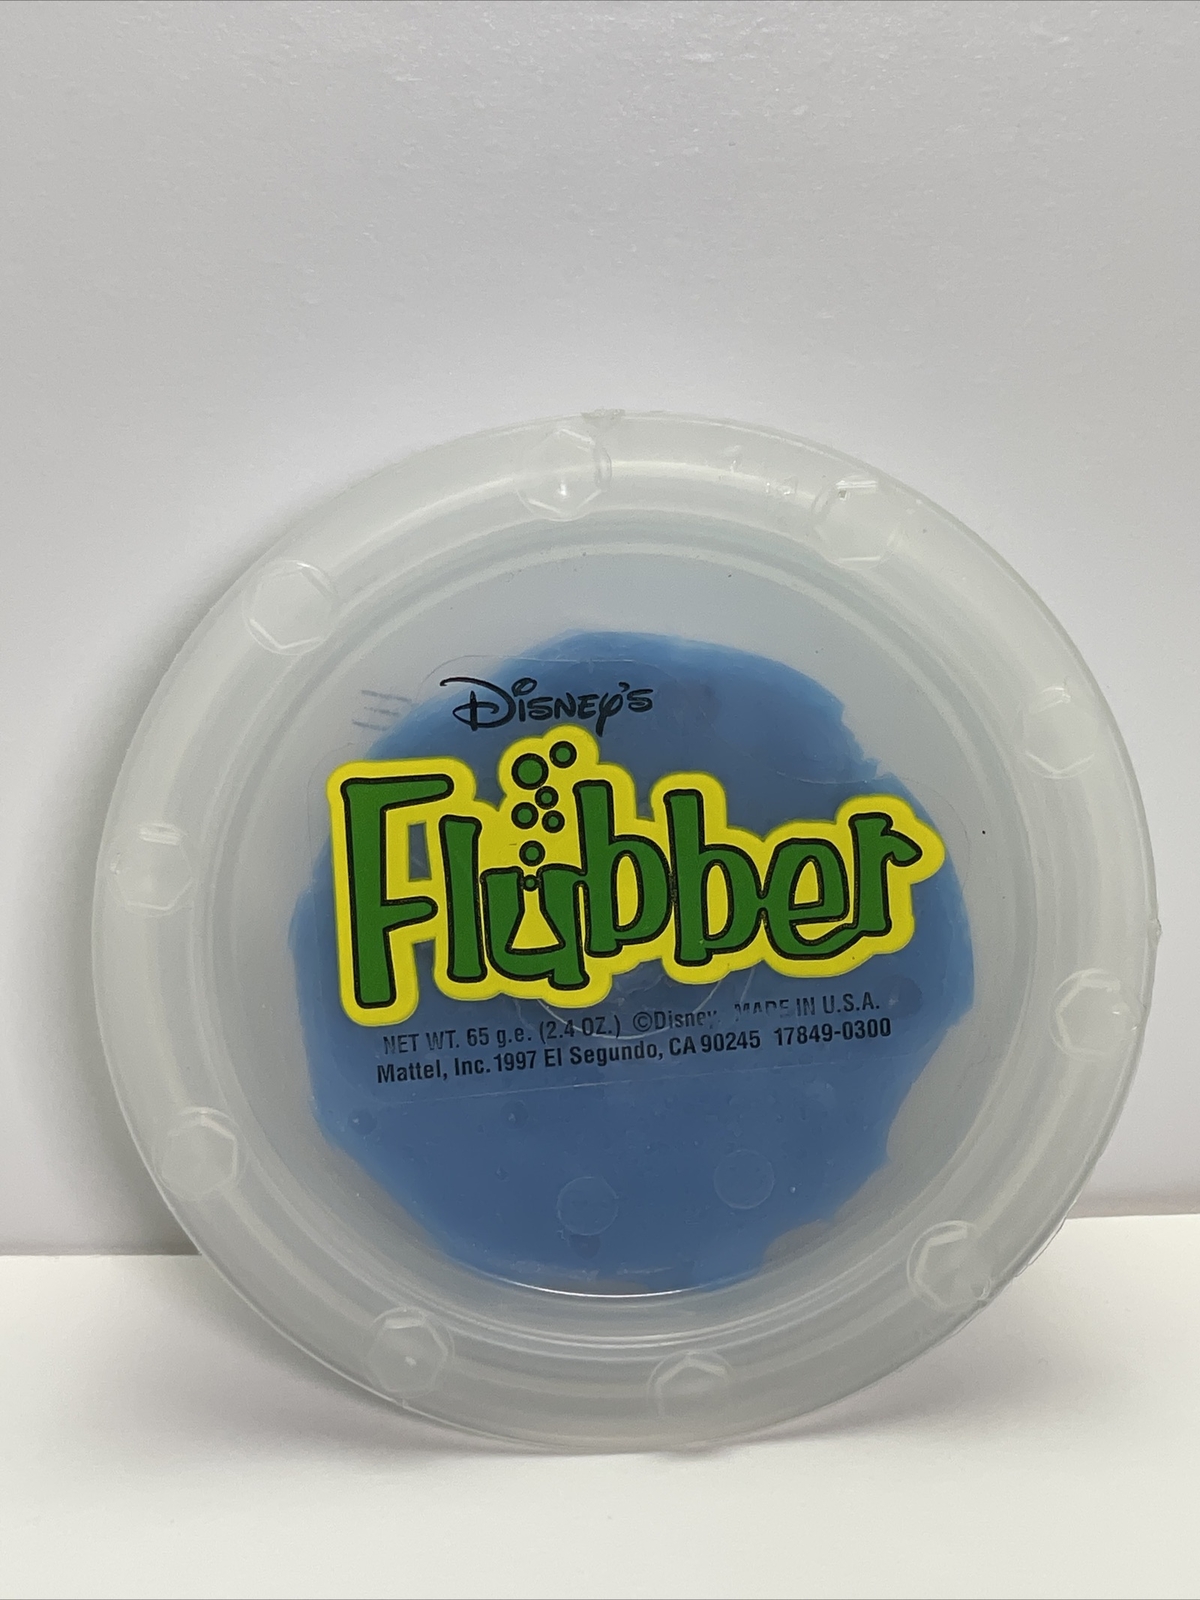 Disney's
Flubber
NET WT. 65 g.e. (2.4 OZ.) ©Disney. MADE IN U.S.A.
Mattel, Inc. 1997 El Segundo, CA 90245 17849-0300